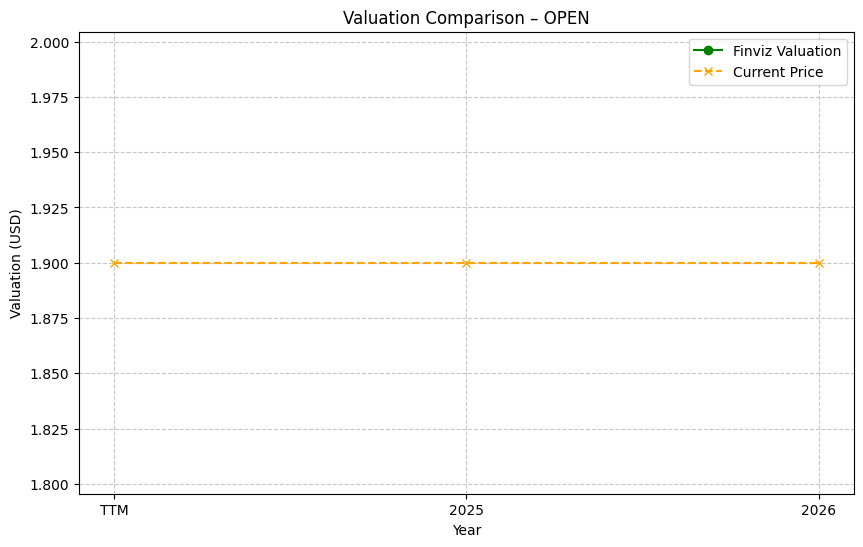 Valuation Comparison – OPEN
Finviz Valuation
Current Price
Valuation (USD)
2.000
1.975
1.950
1.925
1.900
1.875
1.850
1.825
1.800
TTM
2025
2026
Year